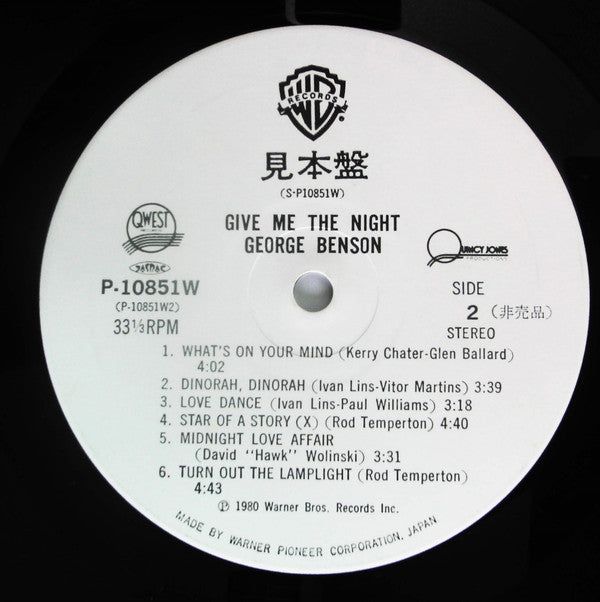 WB
RECORDS
見本盤
(S-P10851W)
QWEST
RECORDS
GIVE ME THE NIGHT
GEORGE BENSON
QUINCY JONES
PRODUCTIONS
JASRAC
P-10851W
(P-10851W2)
33⅓RPM
SIDE
2 (非売品)
STEREO
1. WHAT'S ON YOUR MIND (Kerry Chater-Glen Ballard)
4:02
2. DINORAH, DINORAH (Ivan Lins-Vitor Martins) 3:39
3. LOVE DANCE (Ivan Lins-Paul Williams) 3:18
4. STAR OF A STORY (X) (Rod Temperton) 4:40
5. MIDNIGHT LOVE AFFAIR
(David "Hawk" Wolinski) 3:31
6. TURN OUT THE LAMPLIGHT (Rod Temperton)
4:43
℗ 1980 Warner Bros. Records Inc.
MADE BY WARNER PIONEER CORPORATION, JAPAN